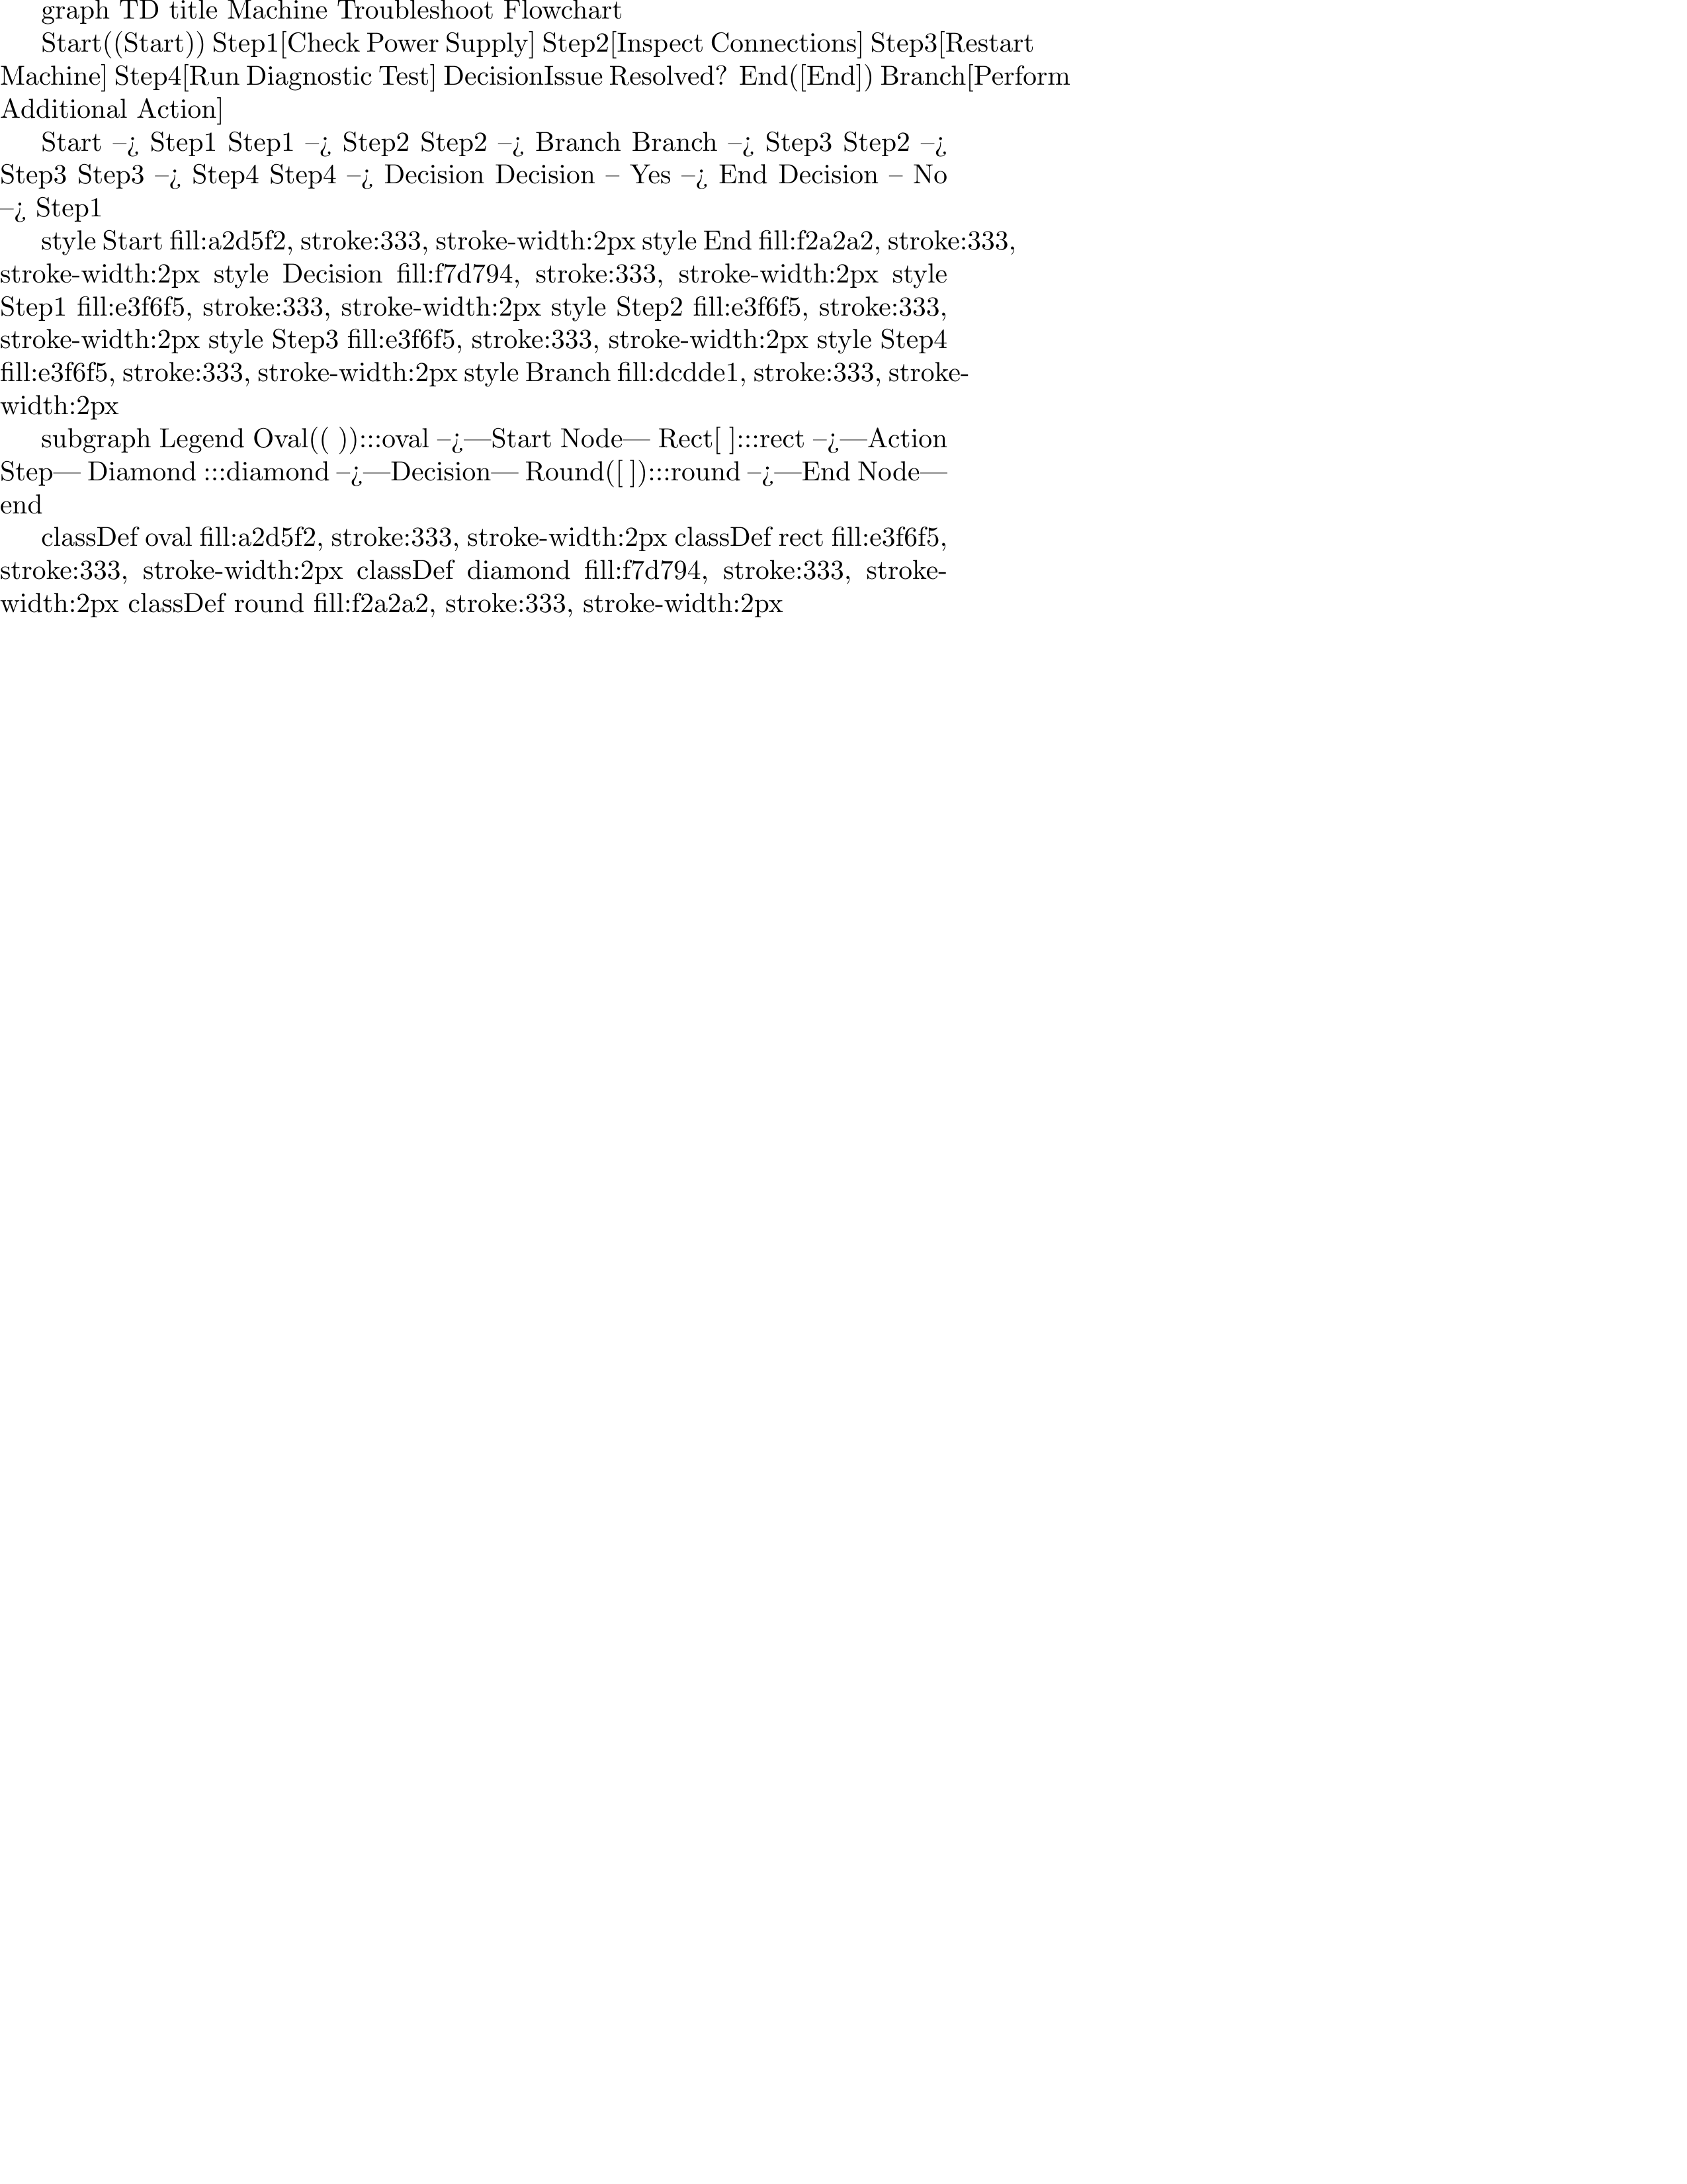 graph TD title Machine Troubleshoot Flowchart
Start((Start)) Step1[Check Power Supply] Step2[Inspect Connections] Step3[Restart
Machine] Step4[Run Diagnostic Test] DecisionIssue Resolved? End([End]) Branch[Perform
Additional Action]
Start –¿ Step1 Step1 –¿ Step2 Step2 –¿ Branch Branch –¿ Step3 Step2 –¿
Step3 Step3 –¿ Step4 Step4 –¿ Decision Decision – Yes –¿ End Decision – No
–¿ Step1
style Start fill:a2d5f2, stroke:333, stroke-width:2px style End fill:f2a2a2, stroke:333,
stroke-width:2px style Decision fill:f7d794, stroke:333, stroke-width:2px style
Step1 fill:e3f6f5, stroke:333, stroke-width:2px style Step2 fill:e3f6f5, stroke:333,
stroke-width:2px style Step3 fill:e3f6f5, stroke:333, stroke-width:2px style Step4
fill:e3f6f5, stroke:333, stroke-width:2px style Branch fill:dcdde1, stroke:333, stroke-
width:2px
subgraph Legend Oval(( )):::oval –¿—Start Node— Rect[ ]:::rect –¿—Action
Step— Diamond :::diamond –¿—Decision— Round([ ]):::round –¿—End Node—
end
classDef oval fill:a2d5f2, stroke:333, stroke-width:2px classDef rect fill:e3f6f5,
stroke:333, stroke-width:2px classDef diamond fill:f7d794, stroke:333, stroke-
width:2px classDef round fill:f2a2a2, stroke:333, stroke-width:2px